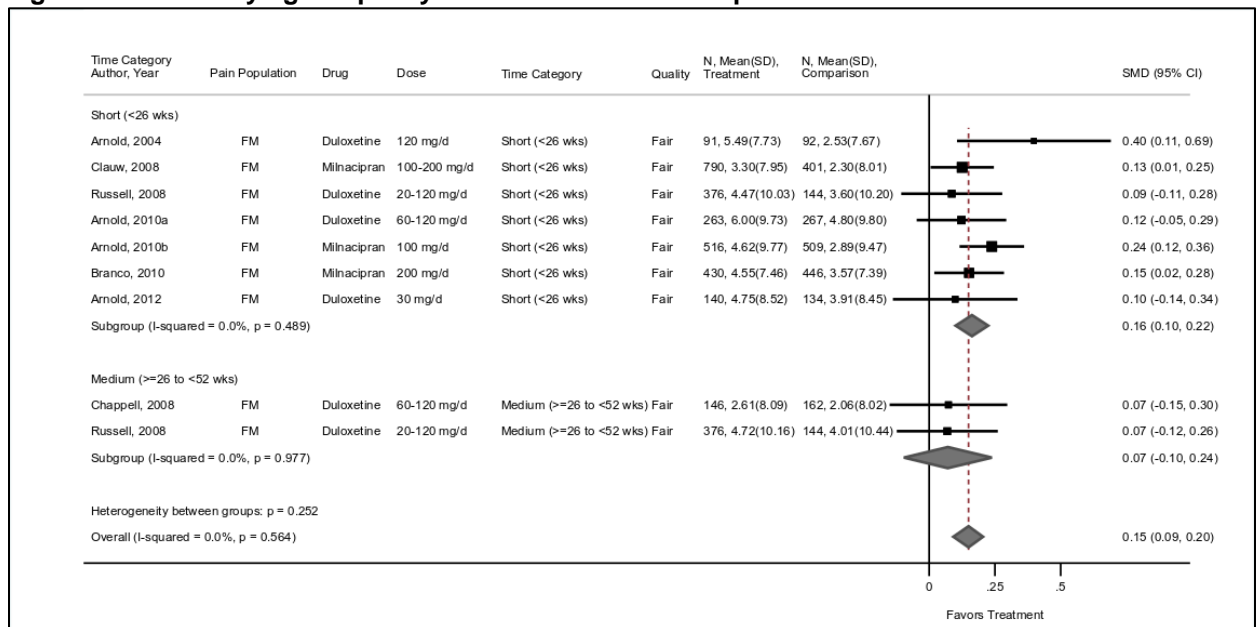 Time Category
Author, Year Pain Population Drug Dose Time Category Quality N, Mean(SD), Treatment N, Mean(SD), Comparison SMD (95% CI)
Short (<26 wks)
Arnold, 2004 FM Duloxetine 120 mg/d Short (<26 wks) Fair 91, 5.49(7.73) 92, 2.53(7.67) 0.40 (0.11, 0.69)
Clauw, 2008 FM Milnacipran 100-200 mg/d Short (<26 wks) Fair 790, 3.30(7.95) 401, 2.30(8.01) 0.13 (0.01, 0.25)
Russell, 2008 FM Duloxetine 20-120 mg/d Short (<26 wks) Fair 376, 4.47(10.03) 144, 3.60(10.20) 0.09 (-0.11, 0.28)
Arnold, 2010a FM Duloxetine 60-120 mg/d Short (<26 wks) Fair 263, 6.00(9.73) 267, 4.80(9.80) 0.12 (-0.05, 0.29)
Arnold, 2010b FM Milnacipran 100 mg/d Short (<26 wks) Fair 516, 4.62(9.77) 509, 2.89(9.47) 0.24 (0.12, 0.36)
Branco, 2010 FM Milnacipran 200 mg/d Short (<26 wks) Fair 430, 4.55(7.46) 446, 3.57(7.39) 0.15 (0.02, 0.28)
Arnold, 2012 FM Duloxetine 30 mg/d Short (<26 wks) Fair 140, 4.75(8.52) 134, 3.91(8.45) 0.10 (-0.14, 0.34)
Subgroup (I-squared = 0.0%, p = 0.489) 0.16 (0.10, 0.22)
Medium (>=26 to <52 wks)
Chappell, 2008 FM Duloxetine 60-120 mg/d Medium (>=26 to <52 wks) Fair 146, 2.61(8.09) 162, 2.06(8.02) 0.07 (-0.15, 0.30)
Russell, 2008 FM Duloxetine 20-120 mg/d Medium (>=26 to <52 wks) Fair 376, 4.72(10.16) 144, 4.01(10.44) 0.07 (-0.12, 0.26)
Subgroup (I-squared = 0.0%, p = 0.977) 0.07 (-0.10, 0.24)
Heterogeneity between groups: p = 0.252
Overall (I-squared = 0.0%, p = 0.564) 0.15 (0.09, 0.20)
0 .25 .5
Favors Treatment